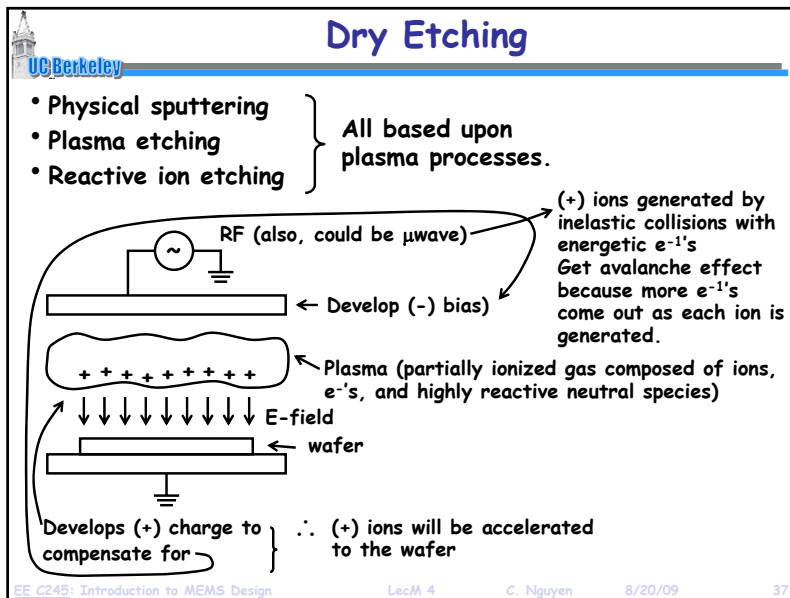 Dry Etching
UC Berkeley
• Physical sputtering
• Plasma etching
• Reactive ion etching
All based upon
plasma processes.
RF (also, could be μwave)
~
(+) ions generated by
inelastic collisions with
energetic e⁻¹'s
Get avalanche effect
because more e⁻¹'s
come out as each ion is
generated.
Develop (-) bias)
Plasma (partially ionized gas composed of ions,
e⁻'s, and highly reactive neutral species)
+ + + + + + + + +
E-field
wafer
Develops (+) charge to
compensate for
∴ (+) ions will be accelerated
to the wafer
EE C245: Introduction to MEMS Design LecM 4 C. Nguyen 8/20/09 37